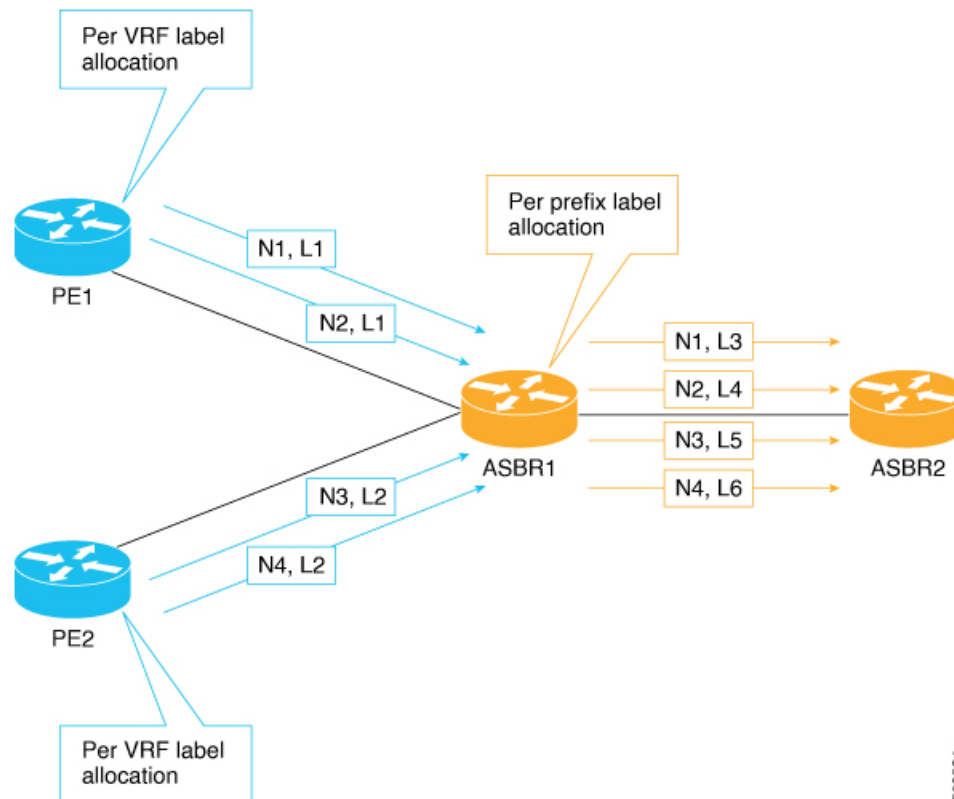 Per VRF label
allocation
Per prefix label
allocation
N1, L1
PE1
N2, L1
N1, L3
N2, L4
ASBR1
N3, L5
ASBR2
N3, L2
N4, L6
N4, L2
PE2
Per VRF label
allocation